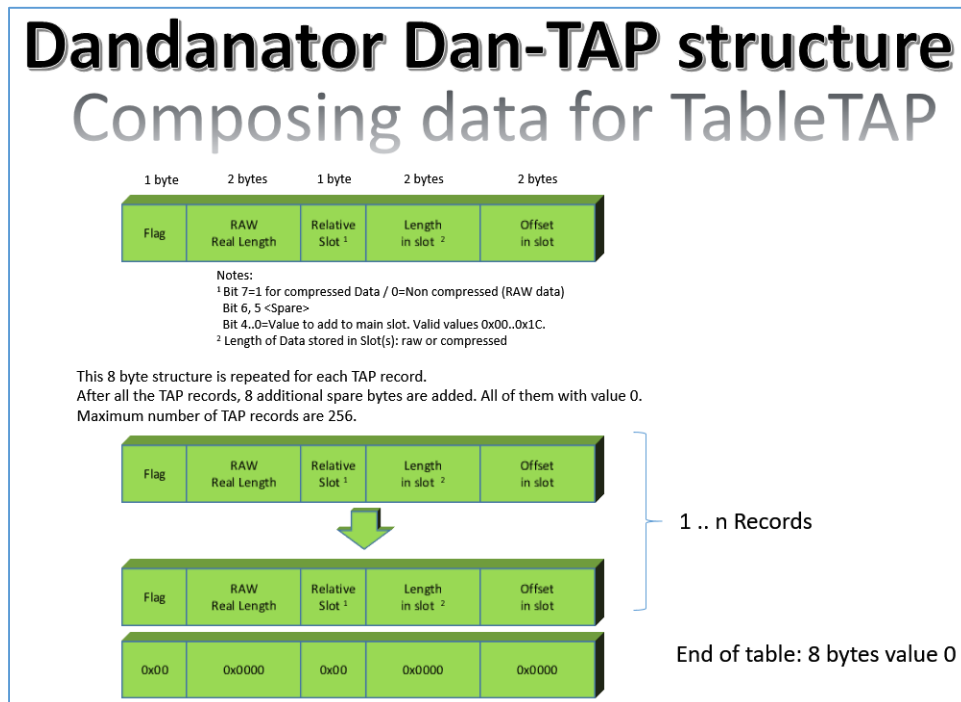 Dandanator Dan-TAP structure
Composing data for TableTAP
1 byte 2 bytes 1 byte 2 bytes 2 bytes
Flag
RAW
Real Length
Relative
Slot ¹
Length
in slot ²
Offset
in slot
Notes:
¹ Bit 7=1 for compressed Data / 0=Non compressed (RAW data)
Bit 6, 5 <Spare>
Bit 4..0=Value to add to main slot. Valid values 0x00..0x1C.
² Length of Data stored in Slot(s): raw or compressed
This 8 byte structure is repeated for each TAP record.
After all the TAP records, 8 additional spare bytes are added. All of them with value 0.
Maximum number of TAP records are 256.
Flag
RAW
Real Length
Relative
Slot ¹
Length
in slot ²
Offset
in slot
1 .. n Records
Flag
RAW
Real Length
Relative
Slot ¹
Length
in slot ²
Offset
in slot
0x00 0x0000 0x00 0x0000 0x0000
End of table: 8 bytes value 0